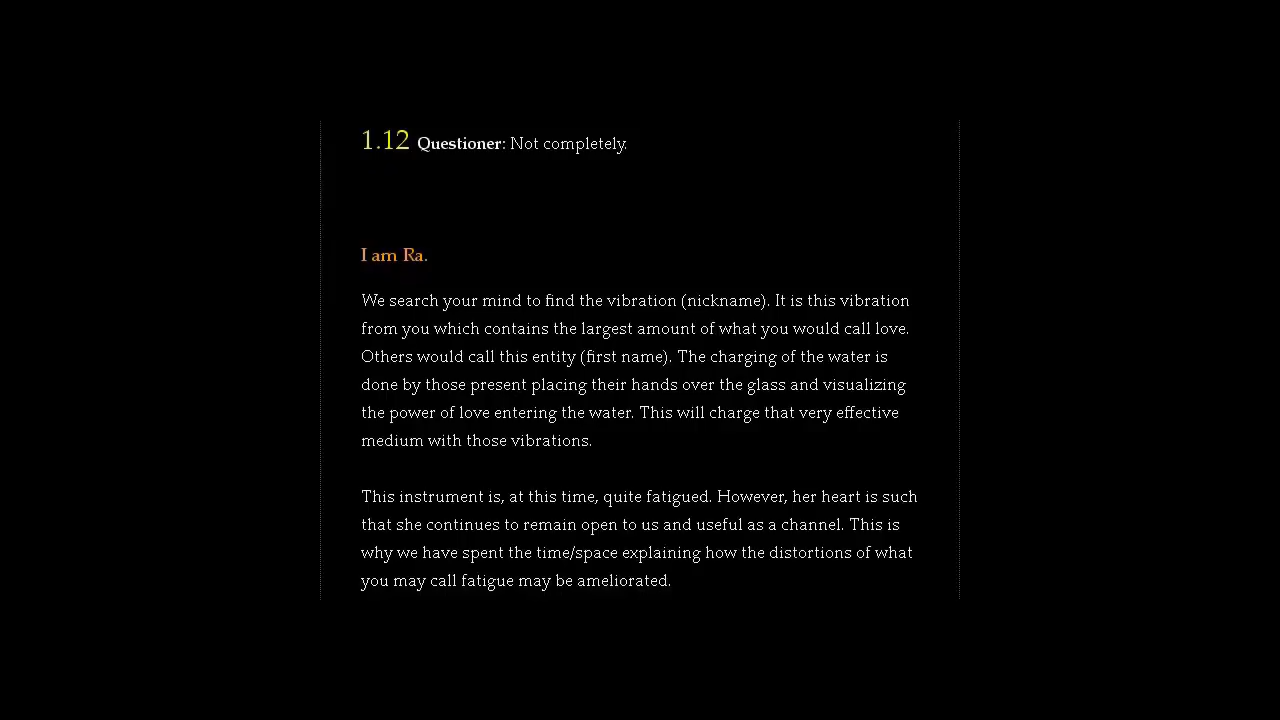 1.12 Questioner: Not completely.
I am Ra.
We search your mind to find the vibration (nickname). It is this vibration
from you which contains the largest amount of what you would call love.
Others would call this entity (first name). The charging of the water is
done by those present placing their hands over the glass and visualizing
the power of love entering the water. This will charge that very effective
medium with those vibrations.
This instrument is, at this time, quite fatigued. However, her heart is such
that she continues to remain open to us and useful as a channel. This is
why we have spent the time/space explaining how the distortions of what
you may call fatigue may be ameliorated.